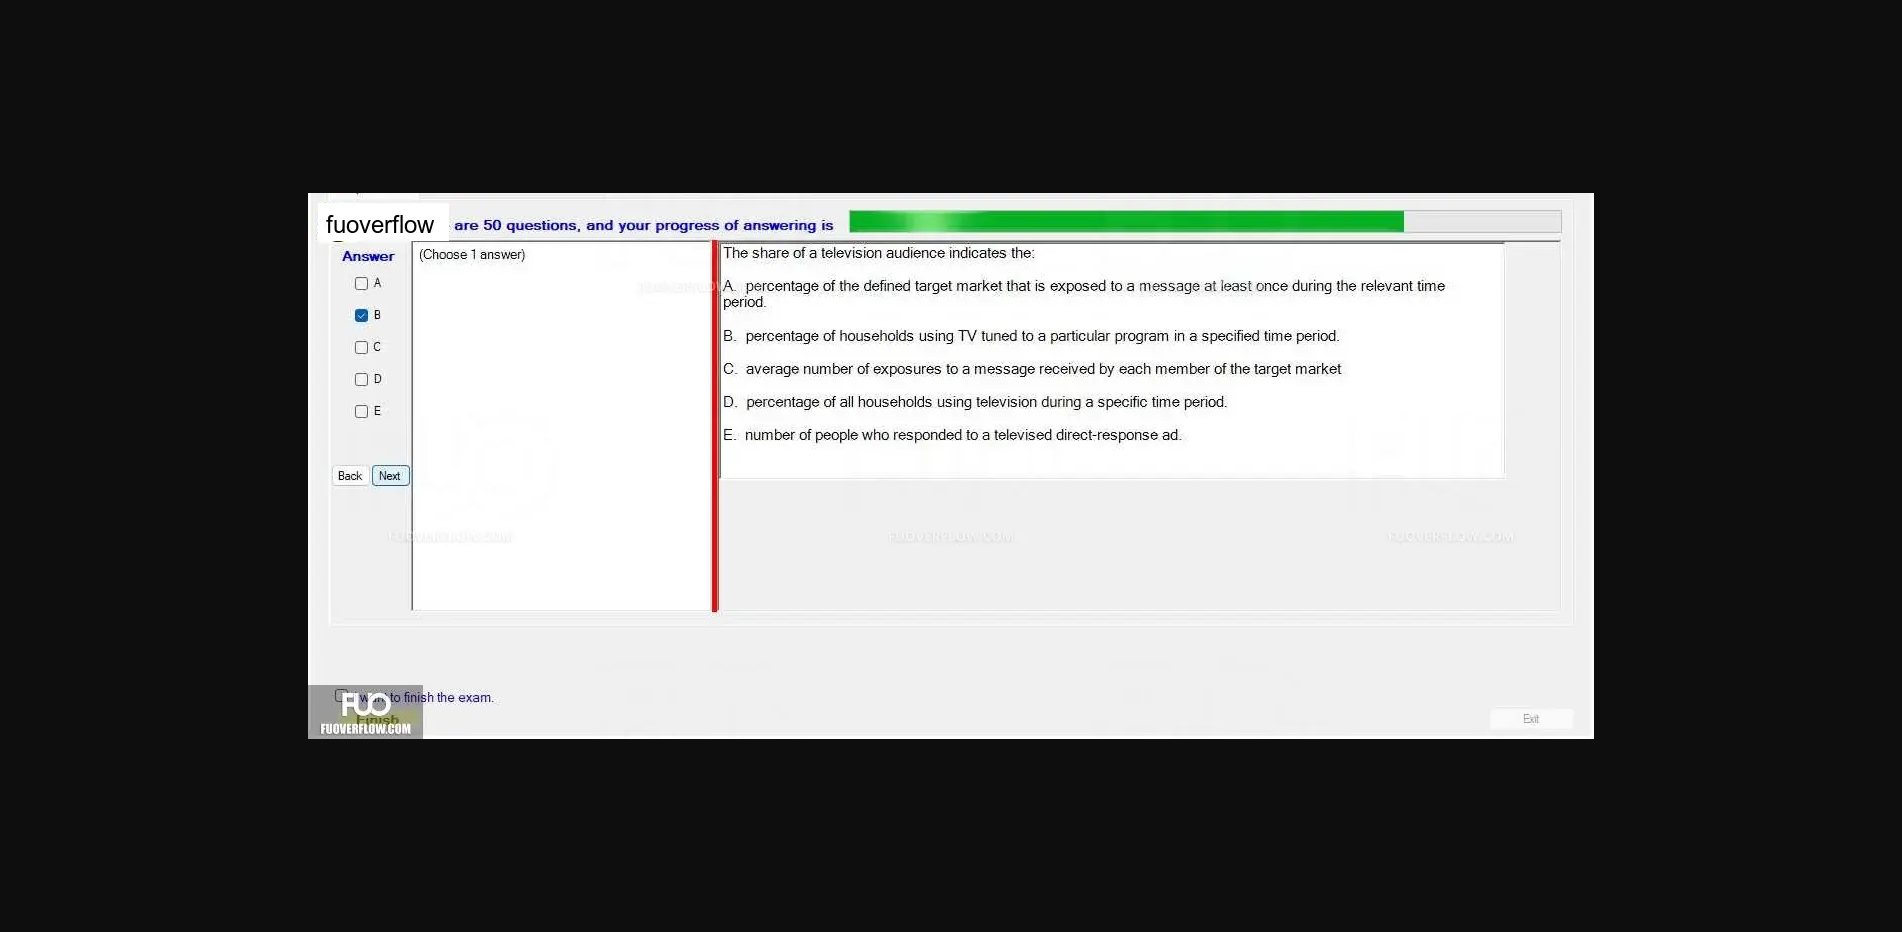 fuoverflow
are 50 questions, and your progress of answering is
Answer
(Choose 1 answer)
A
B
C
D
E
Back Next
The share of a television audience indicates the:
A. percentage of the defined target market that is exposed to a message at least once during the relevant time
period.
B. percentage of households using TV tuned to a particular program in a specified time period.
C. average number of exposures to a message received by each member of the target market
D. percentage of all households using television during a specific time period.
E. number of people who responded to a televised direct-response ad.
FUOVERFLOW.COM FUOVERFLOW.COM FUOVERFLOW.COM
want to finish the exam.
FUO
Finish
FUOVERFLOW.COM
Exit